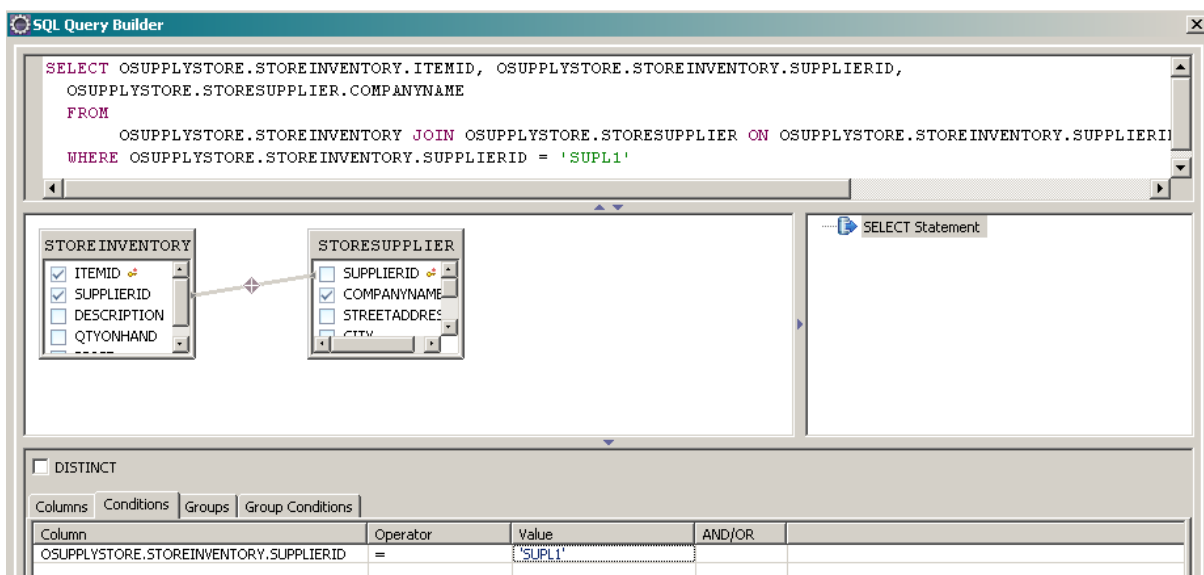 SQL Query Builder
SELECT OSUPPLYSTORE.STOREINVENTORY.ITEMID, OSUPPLYSTORE.STOREINVENTORY.SUPPLIERID,
OSUPPLYSTORE.STORESUPPLIER.COMPANYNAME
FROM
OSUPPLYSTORE.STOREINVENTORY JOIN OSUPPLYSTORE.STORESUPPLIER ON OSUPPLYSTORE.STOREINVENTORY.SUPPLIERI
WHERE OSUPPLYSTORE.STOREINVENTORY.SUPPLIERID = 'SUPL1'
STOREINVENTORY
ITEMID
SUPPLIERID
DESCRIPTION
QTYONHAND
STORESUPPLIER
SUPPLIERID
COMPANYNAME
STREETADDRES
CITY
SELECT Statement
DISTINCT
Columns Conditions Groups Group Conditions
Column Operator Value AND/OR
OSUPPLYSTORE.STOREINVENTORY.SUPPLIERID = 'SUPL1'